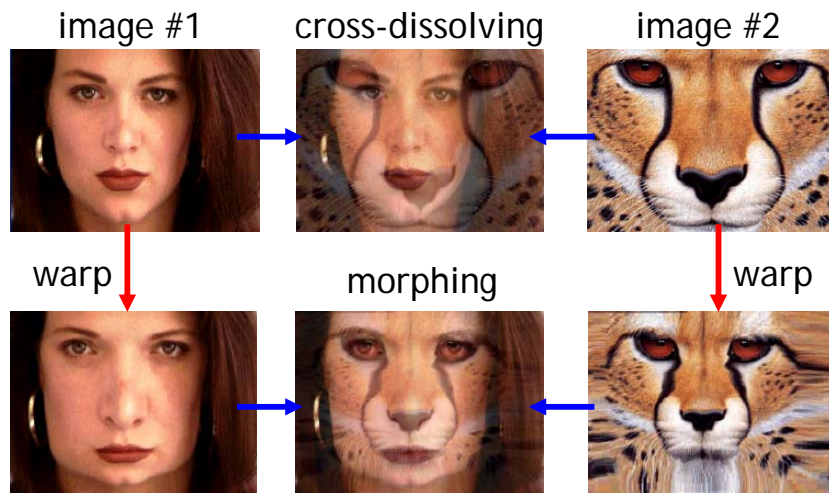 image #1
cross-dissolving
image #2
warp
morphing
warp